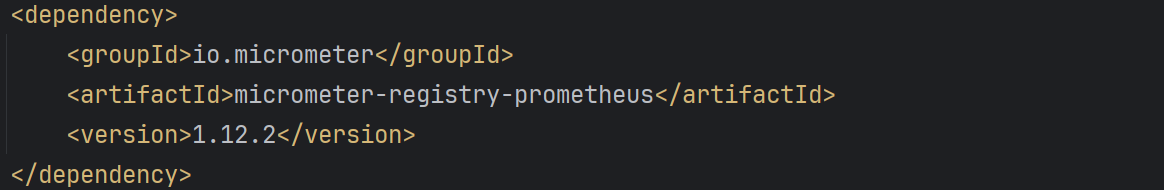 <dependency>
    <groupId>io.micrometer</groupId>
    <artifactId>micrometer-registry-prometheus</artifactId>
    <version>1.12.2</version>
</dependency>